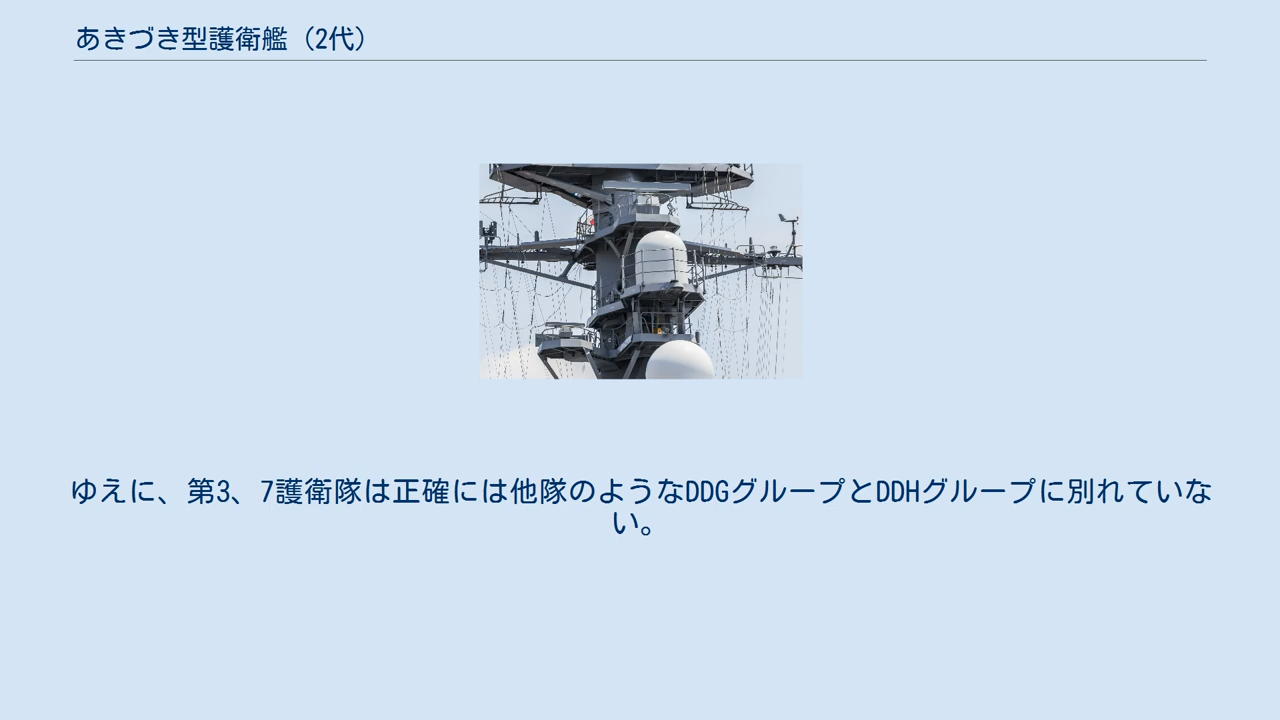 あきづき型護衛艦（2代）
ゆえに、第3、7護衛隊は正確には他隊のようなDDGグループとDDHグループに別れていな
い。